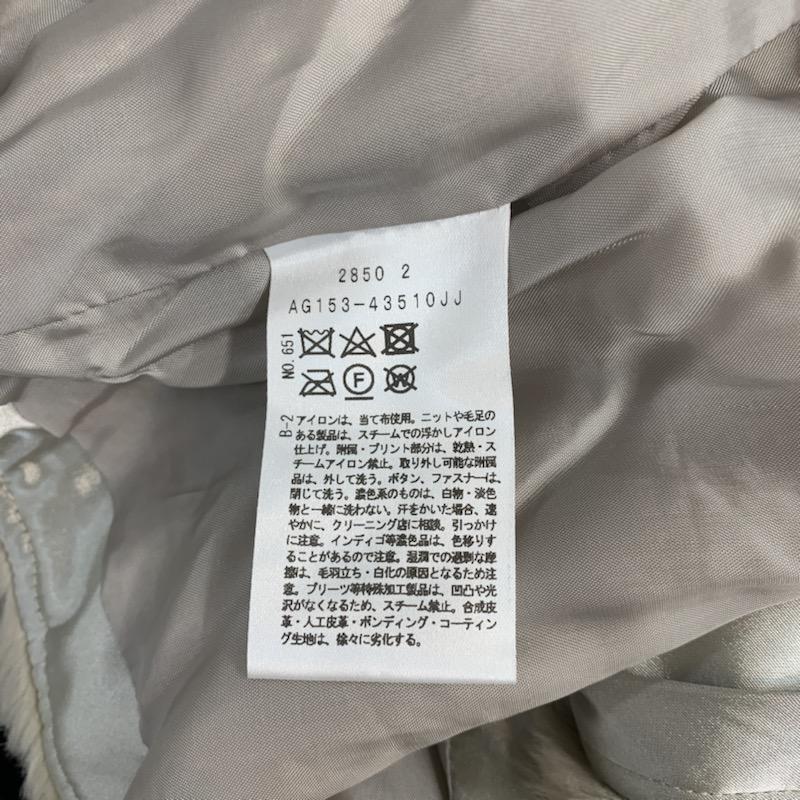 2850 2
AG153-43510JJ
NO.651
F
W
B-2
アイロンは、当て布使用。ニットや毛足の
ある製品は、スチームでの浮かしアイロン
仕上げ。附属・プリント部分は、乾熱・ス
チームアイロン禁止。取り外し可能な附属
品は、外して洗う。ボタン、ファスナーは、
閉じて洗う。濃色系のものは、白物・淡色
物と一緒に洗わない。汗をかいた場合、速
やかに、クリーニング店に相談。引っかけ
に注意。インディゴ等濃色品は、色移りす
ることがあるので注意。湿潤での過剰な摩
擦は、毛羽立ち・白化の原因となるため注
意。プリーツ等特殊加工製品は、凹凸や光
沢がなくなるため、スチーム禁止。合成皮
革・人工皮革・ボンディング・コーティン
グ生地は、徐々に劣化する。